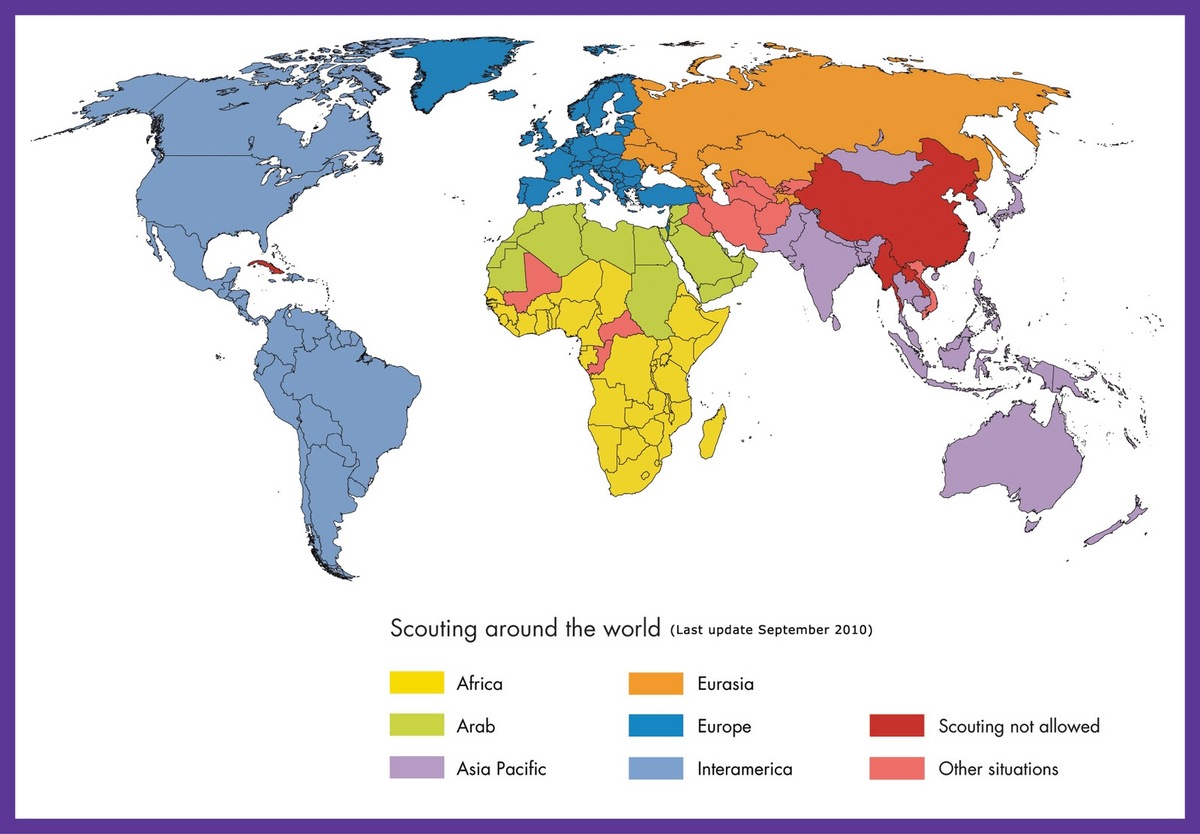 Scouting around the world (Last update September 2010)
Africa
Arab
Asia Pacific
Eurasia
Europe
Interamerica
Scouting not allowed
Other situations